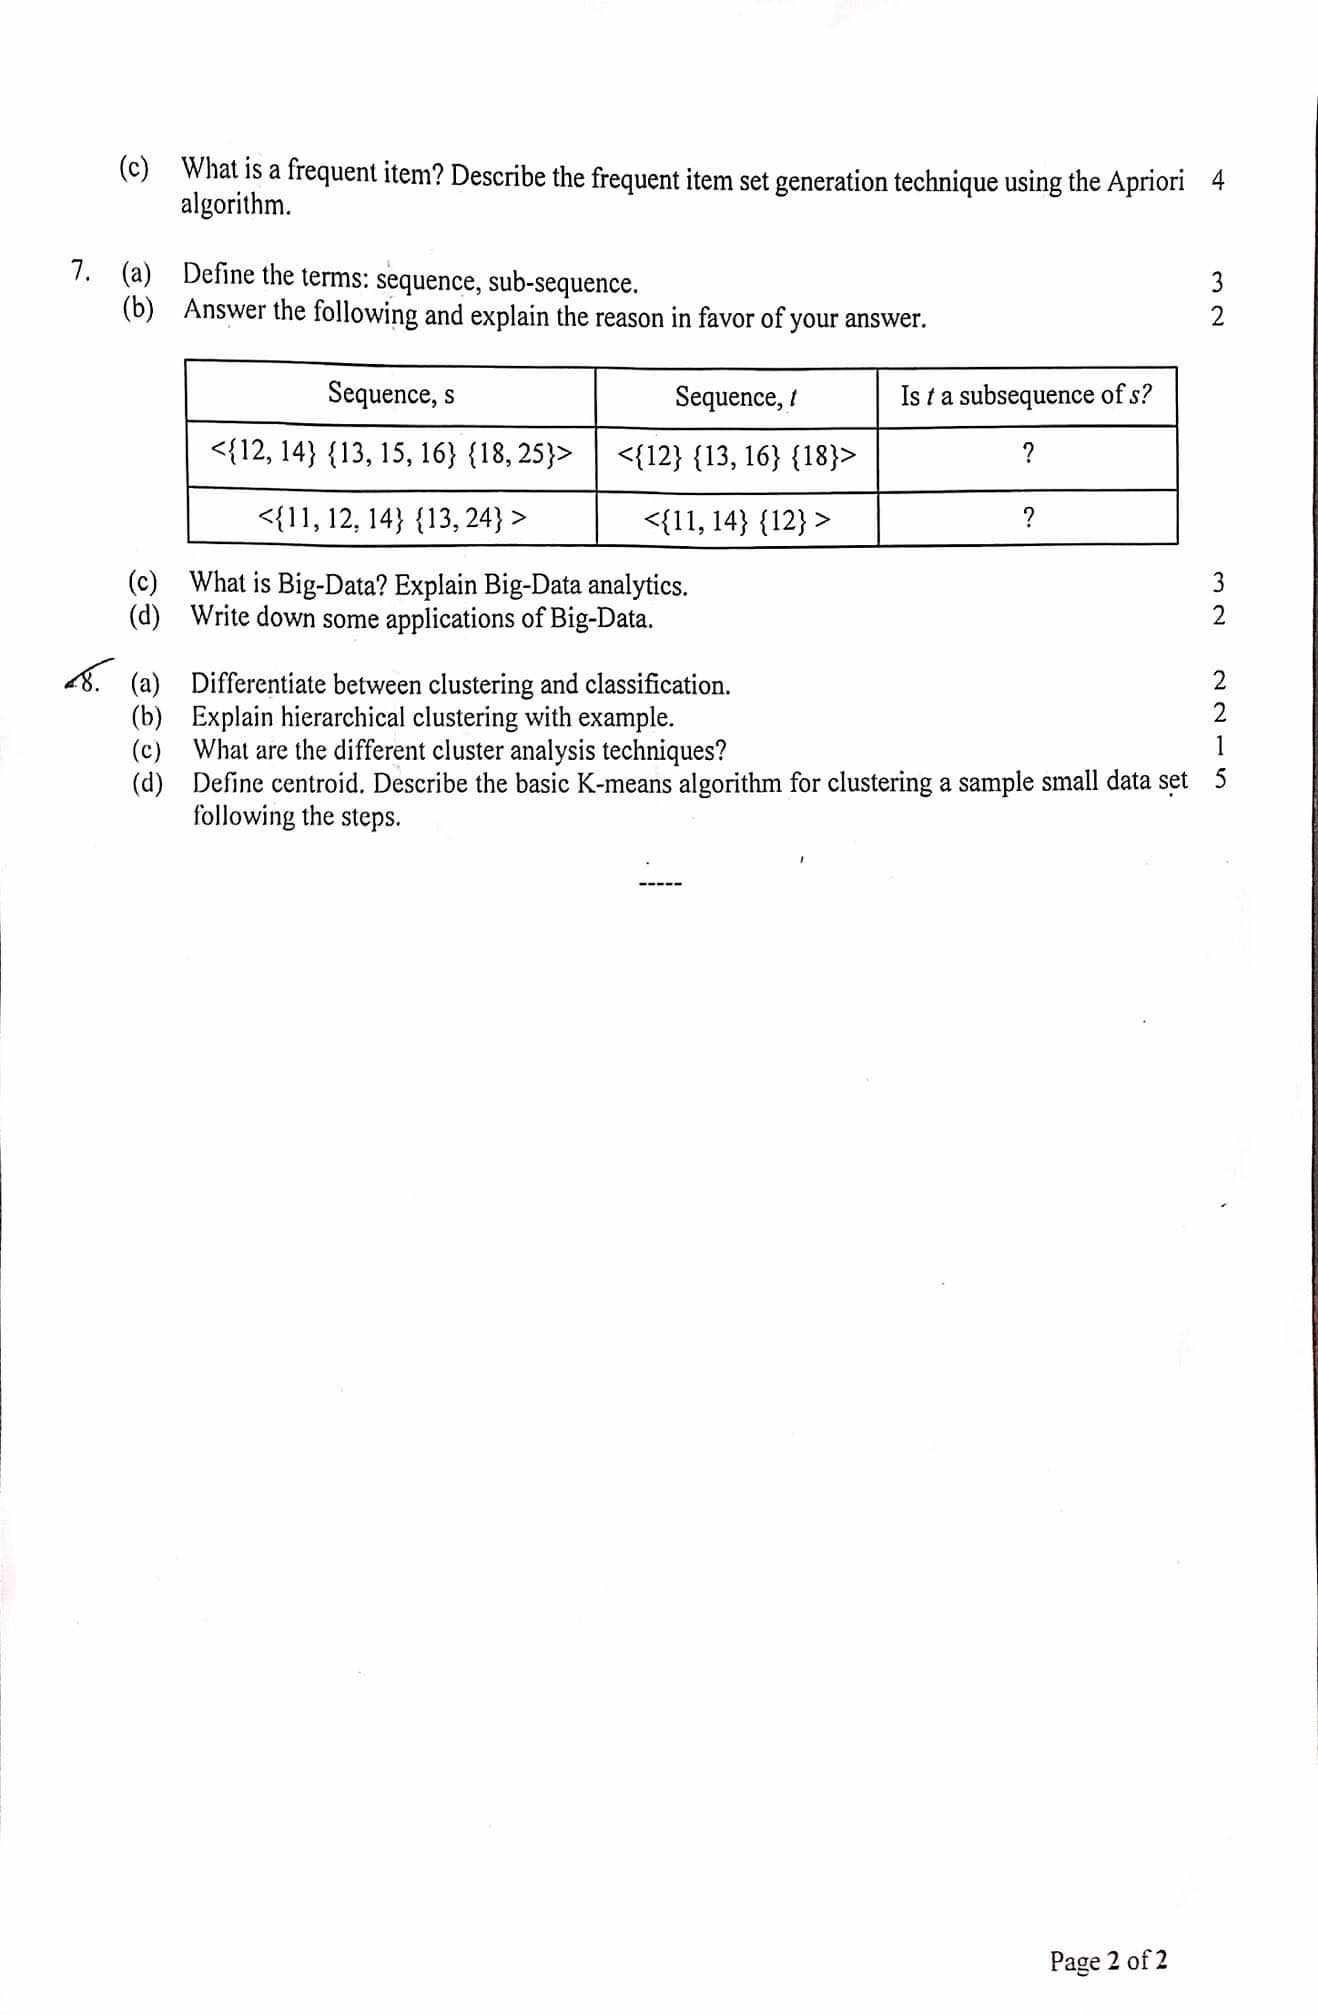 (c) What is a frequent item? Describe the frequent item set generation technique using the Apriori 4
algorithm.
7. (a) Define the terms: sequence, sub-sequence. 3
(b) Answer the following and explain the reason in favor of your answer. 2
Sequence, s Sequence, t Is t a subsequence of s?
<{12, 14} {13, 15, 16} {18, 25}> <{12} {13, 16} {18}> ?
<{11, 12, 14} {13, 24} > <{11, 14} {12} > ?
(c) What is Big-Data? Explain Big-Data analytics. 3
(d) Write down some applications of Big-Data. 2
8. (a) Differentiate between clustering and classification. 2
(b) Explain hierarchical clustering with example. 2
(c) What are the different cluster analysis techniques? 1
(d) Define centroid. Describe the basic K-means algorithm for clustering a sample small data set 5
following the steps.
-----
Page 2 of 2